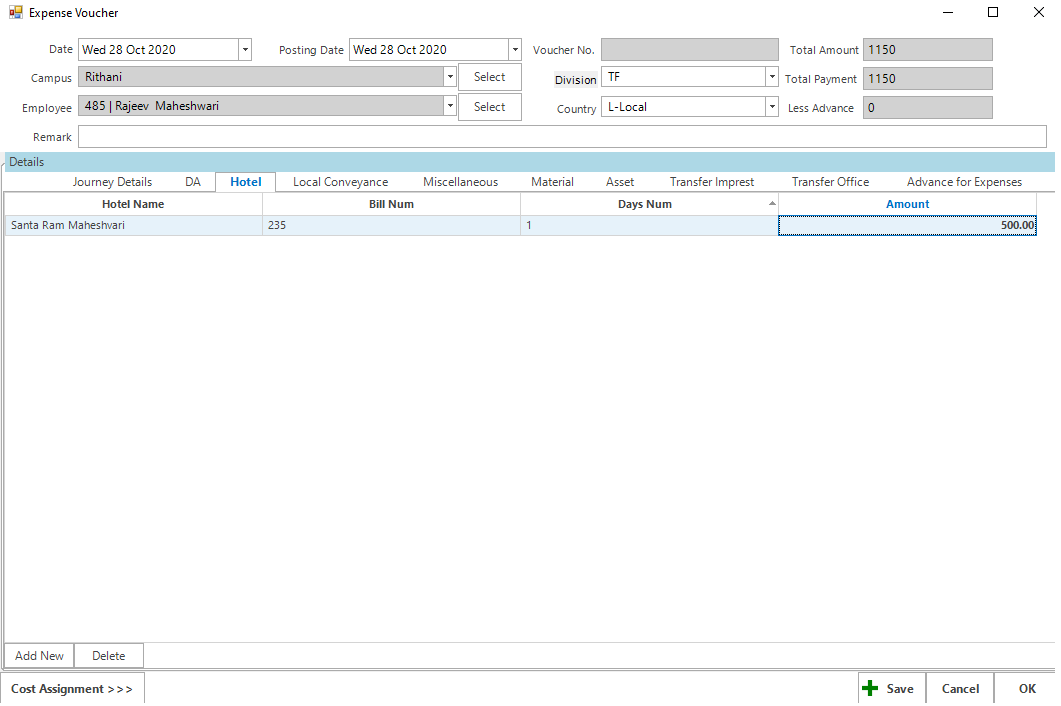 Expense Voucher
Date Wed 28 Oct 2020 Posting Date Wed 28 Oct 2020 Voucher No. Total Amount 1150
Campus Rithani Select Division TF Total Payment 1150
Employee 485 | Rajeev Maheshwari Select Country L-Local Less Advance 0
Remark
Details
Journey Details DA Hotel Local Conveyance Miscellaneous Material Asset Transfer Imprest Transfer Office Advance for Expenses
Hotel Name Bill Num Days Num Amount
Santa Ram Maheshvari 235 1 500.00
Add New Delete
Cost Assignment >>> Save Cancel OK